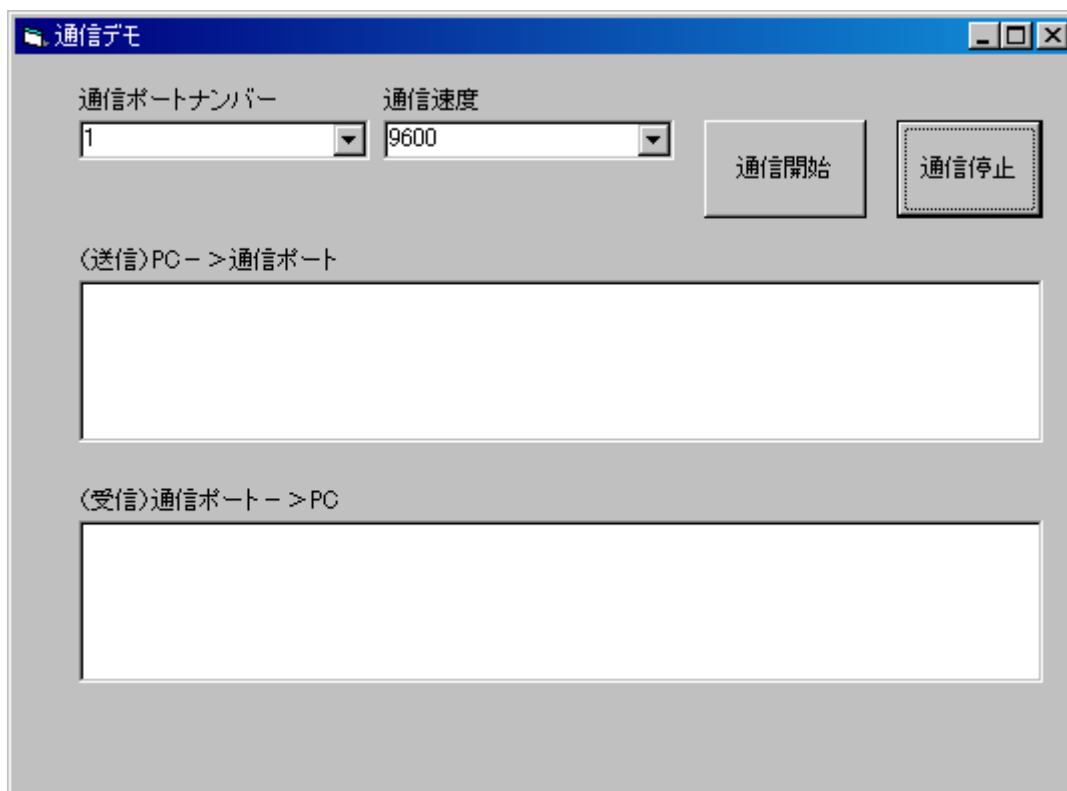 通信デモ
通信ポートナンバー
通信速度
1
9600
通信開始
通信停止
(送信)PC－＞通信ポート
(受信)通信ポート－＞PC